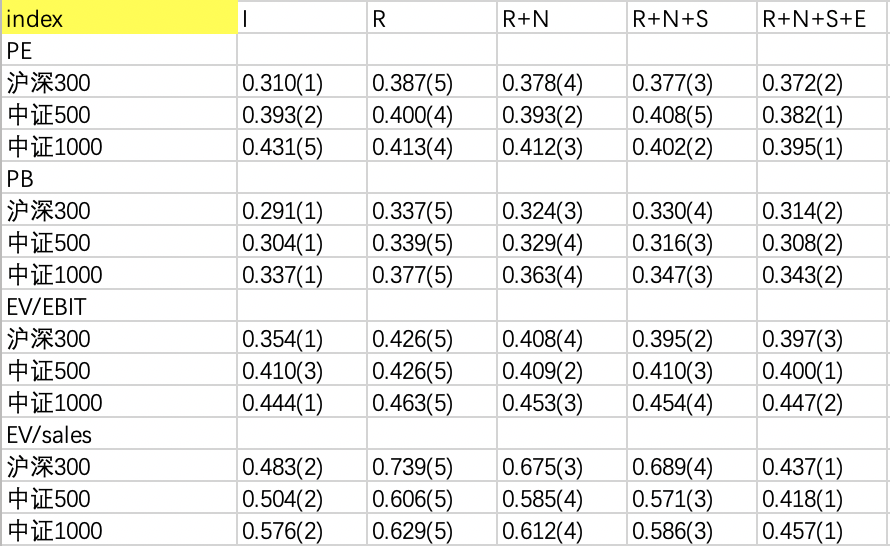 index I R R+N R+N+S R+N+S+E
PE
沪深300 0.310(1) 0.387(5) 0.378(4) 0.377(3) 0.372(2)
中证500 0.393(2) 0.400(4) 0.393(2) 0.408(5) 0.382(1)
中证1000 0.431(5) 0.413(4) 0.412(3) 0.402(2) 0.395(1)
PB
沪深300 0.291(1) 0.337(5) 0.324(3) 0.330(4) 0.314(2)
中证500 0.304(1) 0.339(5) 0.329(4) 0.316(3) 0.308(2)
中证1000 0.337(1) 0.377(5) 0.363(4) 0.347(3) 0.343(2)
EV/EBIT
沪深300 0.354(1) 0.426(5) 0.408(4) 0.395(2) 0.397(3)
中证500 0.410(3) 0.426(5) 0.409(2) 0.410(3) 0.400(1)
中证1000 0.444(1) 0.463(5) 0.453(3) 0.454(4) 0.447(2)
EV/sales
沪深300 0.483(2) 0.739(5) 0.675(3) 0.689(4) 0.437(1)
中证500 0.504(2) 0.606(5) 0.585(4) 0.571(3) 0.418(1)
中证1000 0.576(2) 0.629(5) 0.612(4) 0.586(3) 0.457(1)